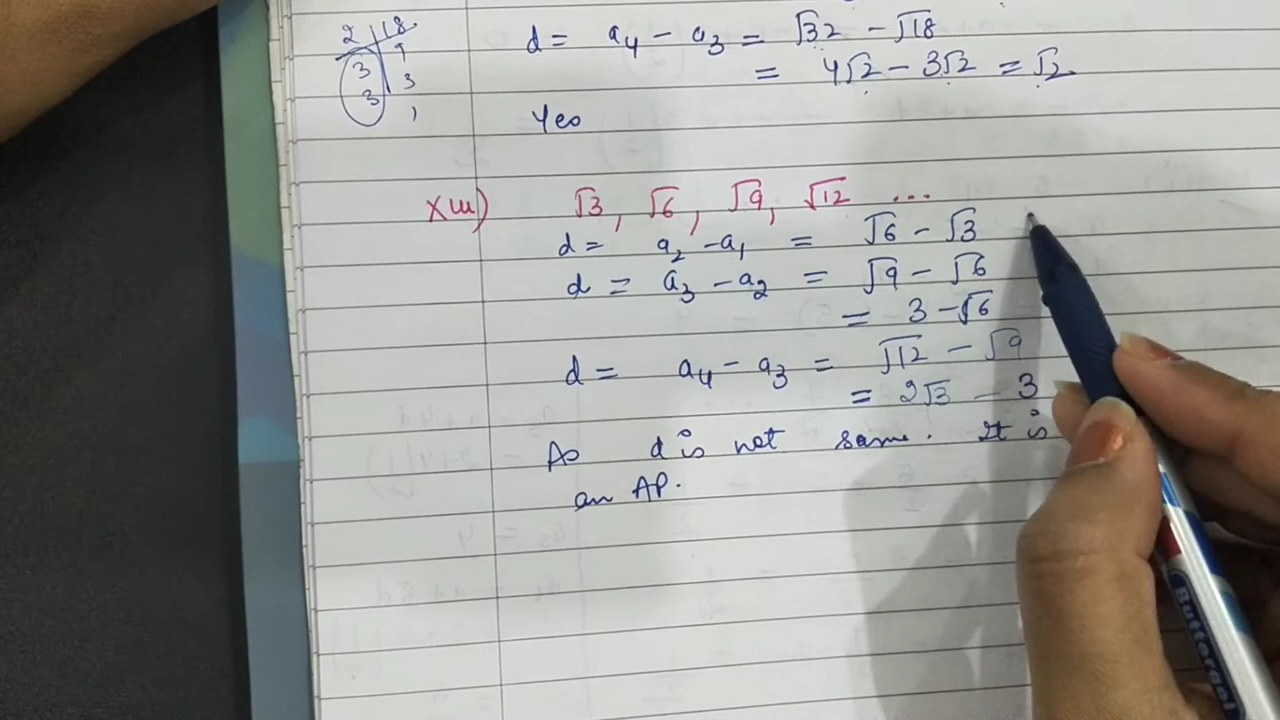 2 | 18
3 | 9
3 | 3
1
d = a₄ - a₃ = √32 - √18
= 4√2 - 3√2 = √2
Yes
xiii) √3, √6, √9, √12 ...
d = a₂ - a₁ = √6 - √3
d = a₃ - a₂ = √9 - √6
= 3 - √6
d = a₄ - a₃ = √12 - √9
= 2√3 - 3
As d is not same. It is
an AP.
Butterflow